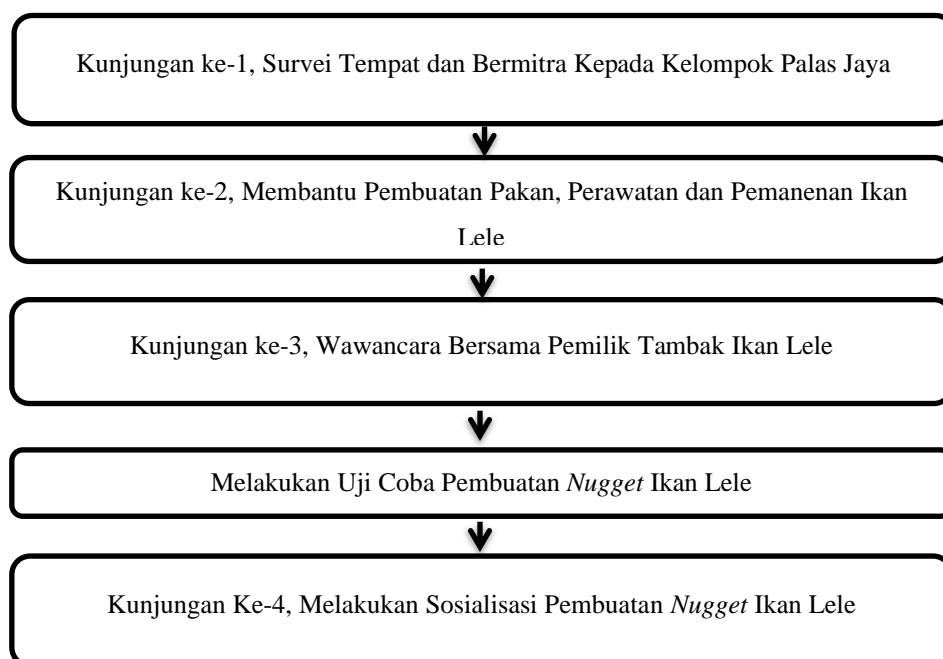 Kunjungan ke-1, Survei Tempat dan Bermitra Kepada Kelompok Palas Jaya
Kunjungan ke-2, Membantu Pembuatan Pakan, Perawatan dan Pemanenan Ikan
Lele
Kunjungan ke-3, Wawancara Bersama Pemilik Tambak Ikan Lele
Melakukan Uji Coba Pembuatan Nugget Ikan Lele
Kunjungan Ke-4, Melakukan Sosialisasi Pembuatan Nugget Ikan Lele